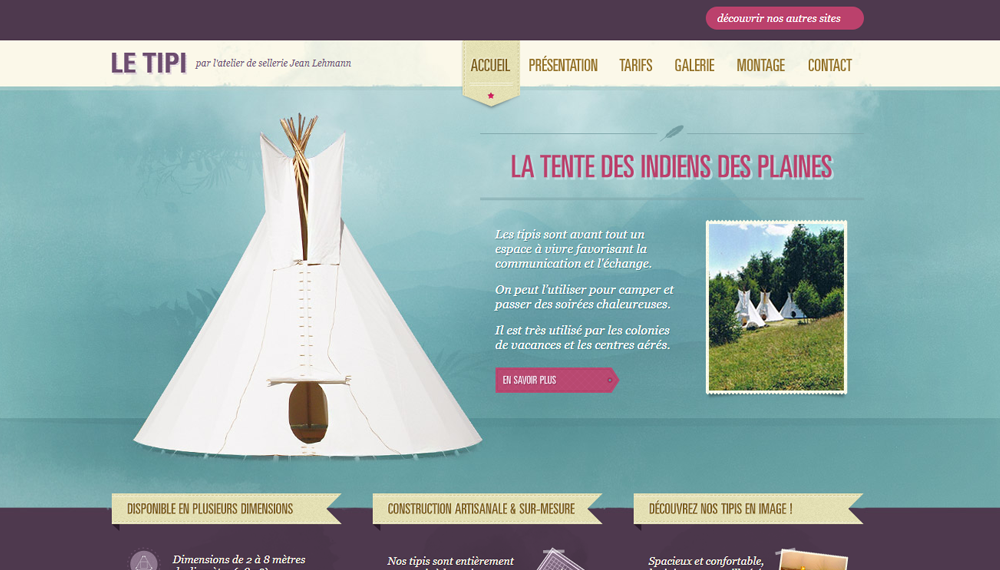 découvrir nos autres sites
LE TIPI par l'atelier de sellerie Jean Lehmann
ACCUEIL PRÉSENTATION TARIFS GALERIE MONTAGE CONTACT
LA TENTE DES INDIENS DES PLAINES
Les tipis sont avant tout un
espace à vivre favorisant la
communication et l'échange.
On peut l'utiliser pour camper et
passer des soirées chaleureuses.
Il est très utilisé par les colonies
de vacances et les centres aérés.
EN SAVOIR PLUS
DISPONIBLE EN PLUSIEURS DIMENSIONS
CONSTRUCTION ARTISANALE & SUR-MESURE
DÉCOUVREZ NOS TIPIS EN IMAGE !
Dimensions de 2 à 8 mètres
Nos tipis sont entièrement
Spacieux et confortable,